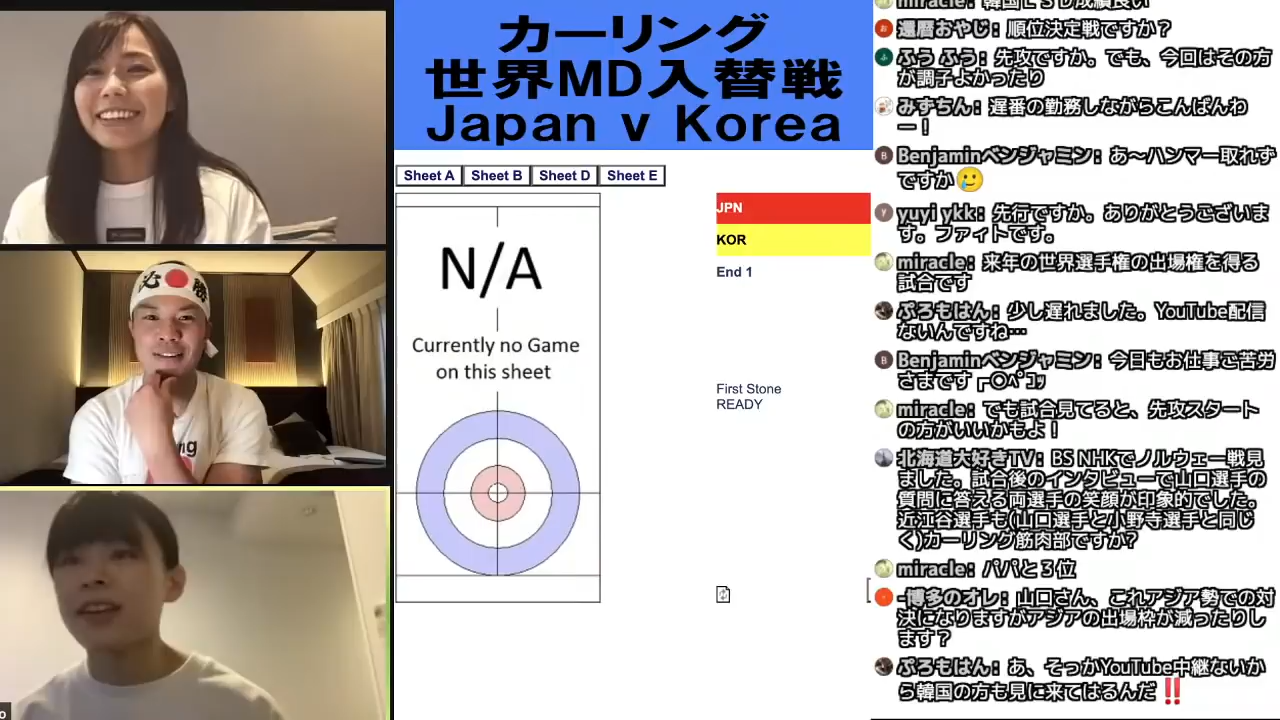 必 勝
カーリング
世界MD入替戦
Japan v Korea
Sheet A
Sheet B
Sheet D
Sheet E
N/A
Currently no Game
on this sheet
JPN
KOR
End 1
First Stone
READY
還暦おやじ: 順位決定戦ですか？
ふう ふう: 先攻ですか。でも、今回はその方
が調子よかったり
みずちん: 遅番の勤務しながらこんばんわ
ー！
Benjaminベンジャミン: あ〜ハンマー取れず
ですか🥲
yuyi ykk: 先行ですか。ありがとうございま
す。ファイトです。
miracle: 来年の世界選手権の出場権を得る
試合です
ぷろもはん: 少し遅れました。YouTube配信
ないんですね…
Benjaminベンジャミン: 今日もお仕事ご苦労
さまです┏○ﾍﾟｺｯ
miracle: でも試合見てると、先攻スタート
の方がいいかもよ！
北海道大好きTV: BS NHKでノルウェー戦見
ました。試合後のインタビューで山口選手の
質問に答える両選手の笑顔が印象的でした。
近江谷選手も(山口選手と小野寺選手と同じ
く)カーリング筋肉部ですか?
miracle: パパと３位
-博多のオレ: 山口さん、これアジア勢での対
決になりますがアジアの出場枠が減ったりし
ます？
ぷろもはん: あ、そっかYouTube中継ないか
ら韓国の方も見に来てはるんだ‼️